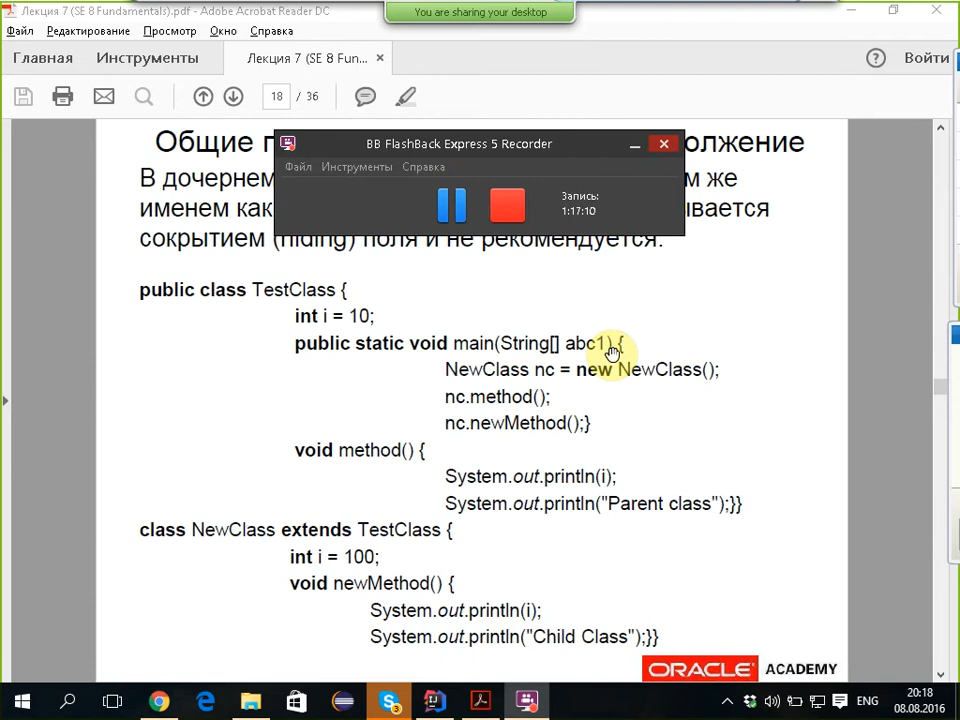 Лекция 7 (SE 8 Fundamentals).pdf - Adobe Acrobat Reader DC
You are sharing your desktop
Файл Редактирование Просмотр Окно Справка
Главная Инструменты Лекция 7 (SE 8 Fun... × Войти
18 / 36
BB FlashBack Express 5 Recorder
Файл Инструменты Справка
Запись:
1:17:10
Общие п олжение
В дочернем м же
именем как ывается
сокрытием (hiding) поля и не рекомендуется.
public class TestClass {
int i = 10;
public static void main(String[] abc1) {
NewClass nc = new NewClass();
nc.method();
nc.newMethod();}
void method() {
System.out.println(i);
System.out.println("Parent class");}}
class NewClass extends TestClass {
int i = 100;
void newMethod() {
System.out.println(i);
System.out.println("Child Class");}}
ORACLE ACADEMY
3
ENG
20:18
08.08.2016